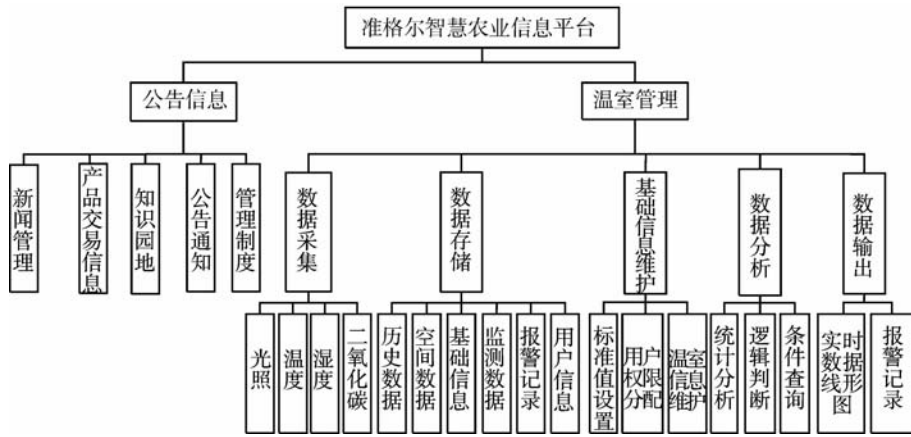 准格尔智慧农业信息平台
公告信息
温室管理
新闻管理
产品交易信息
知识园地
公告通知
管理制度
数据采集
数据存储
基础信息维护
数据分析
数据输出
光照
温度
湿度
二氧化碳
历史数据
空间数据
基础信息
监测数据
报警记录
用户信息
标准值设置
用户权限分配
温室信息维护
统计分析
逻辑判断
条件查询
实时数据线形图
报警记录